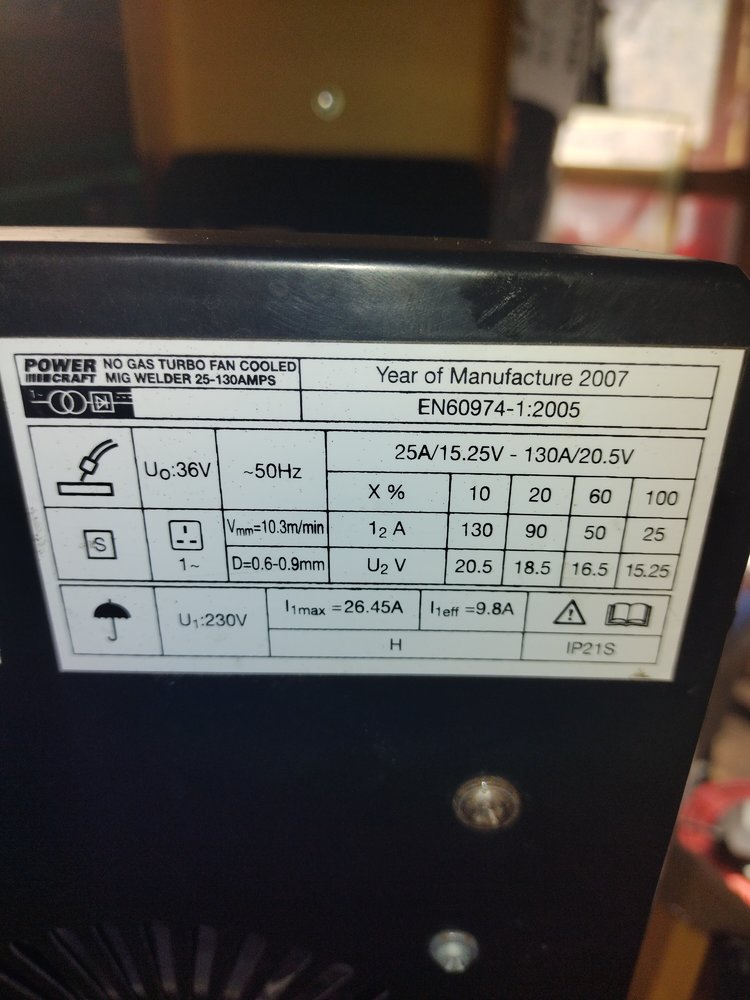 POWER CRAFT
NO GAS TURBO FAN COOLED
MIG WELDER 25-130AMPS
1~
Year of Manufacture 2007
EN60974-1:2005
U0:36V
~50Hz
25A/15.25V - 130A/20.5V
X % 10 20 60 100
S
1~
Vmm=10.3m/min
12 A 130 90 50 25
D=0.6-0.9mm
U2 V 20.5 18.5 16.5 15.25
U1:230V
I1max =26.45A
I1eff =9.8A
H
IP21S